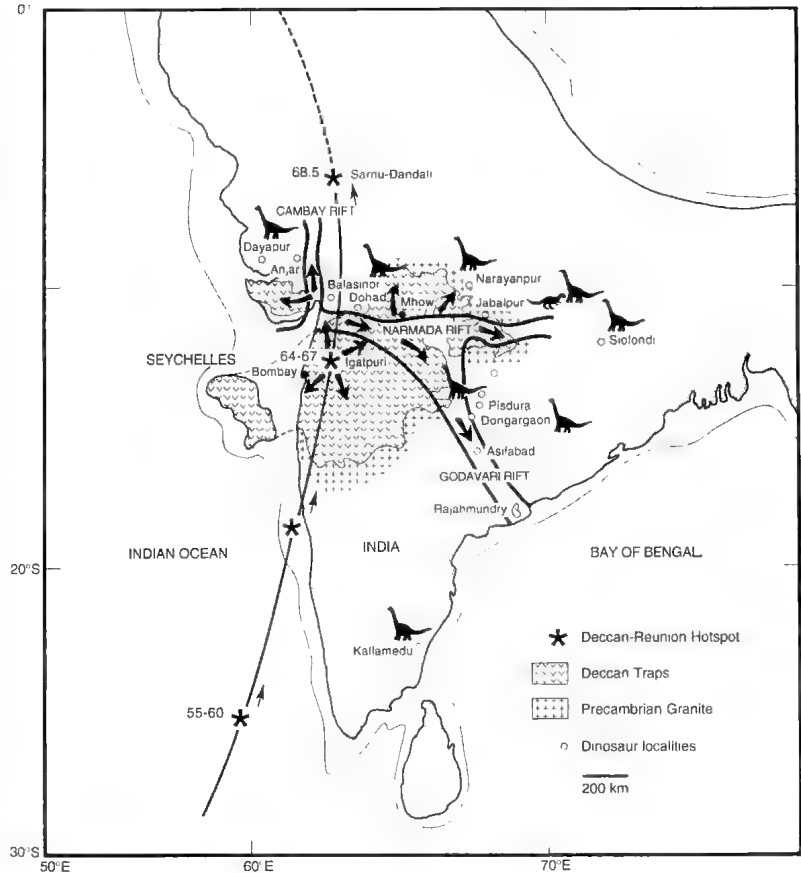 0°
68.5
Sarnu-Dandali
CAMBAY RIFT
Dayapur
Anjar
Balasinor
Dohad
Mhow
Narayanpur
Jabalpur
NARMADA RIFT
SEYCHELLES
64-67
Igatpuri
Bombay
Pisdura
Dongargaon
Asifabad
GODAVARI RIFT
Rajahmundry
INDIAN OCEAN
INDIA
BAY OF BENGAL
20°S
Kallamedu
Deccan-Reunion Hotspot
Deccan Traps
55-60
Precambrian Granite
Dinosaur localities
200 km
30°S
50°E
60°E
70°E